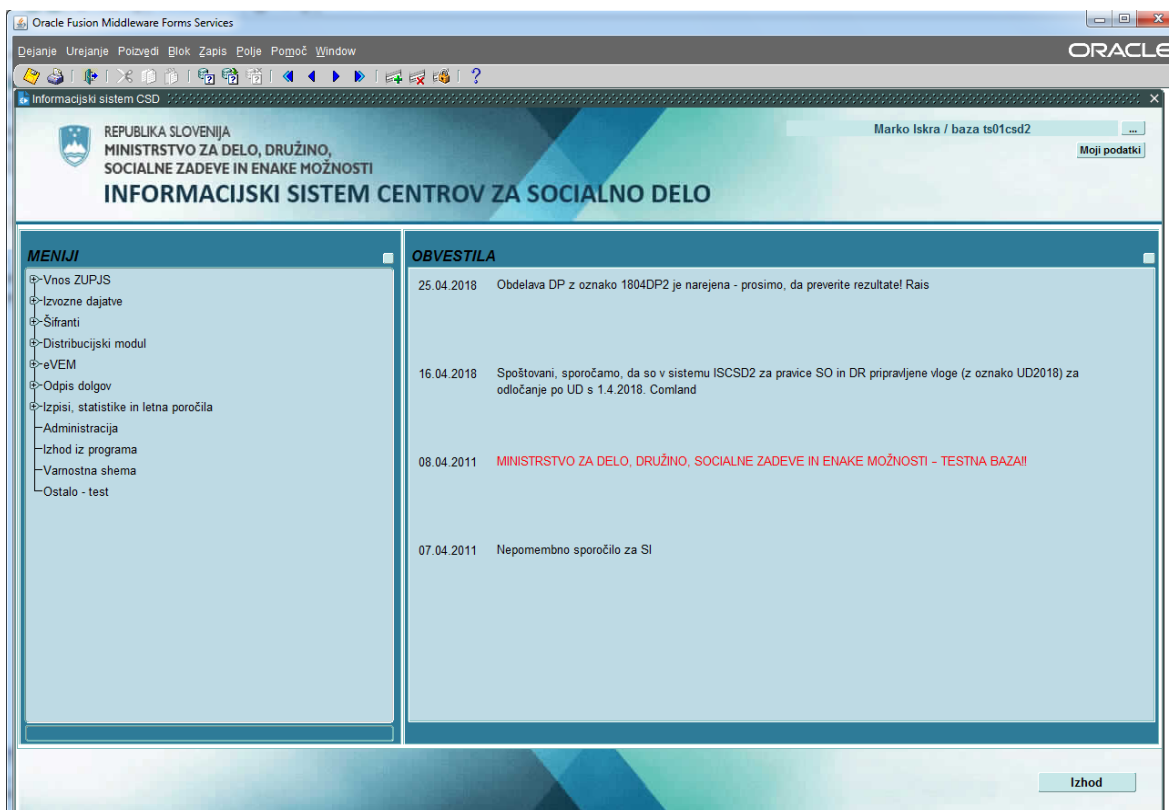 Oracle Fusion Middleware Forms Services
Dejanje Urejanje Poizvedi Blok Zapis Polje Pomoč Window
ORACLE
Informacijski sistem CSD
REPUBLIKA SLOVENIJA
MINISTRSTVO ZA DELO, DRUŽINO,
SOCIALNE ZADEVE IN ENAKE MOŽNOSTI
INFORMACIJSKI SISTEM CENTROV ZA SOCIALNO DELO
Marko Iskra / baza ts01csd2
...
Moji podatki
MENIJI
Vnos ZUPJS
Izvozne dajatve
Šifranti
Distribucijski modul
eVEM
Odpis dolgov
Izpisi, statistike in letna poročila
Administracija
Izhod iz programa
Varnostna shema
Ostalo - test
OBVESTILA
25.04.2018 Obdelava DP z oznako 1804DP2 je narejena - prosimo, da preverite rezultate! Rais
16.04.2018 Spoštovani, sporočamo, da so v sistemu ISCSD2 za pravice SO in DR pripravljene vloge (z oznako UD2018) za
odločanje po UD s 1.4.2018. Comland
08.04.2011 MINISTRSTVO ZA DELO, DRUŽINO, SOCIALNE ZADEVE IN ENAKE MOŽNOSTI – TESTNA BAZA!!
07.04.2011 Nepomembno sporočilo za SI
Izhod